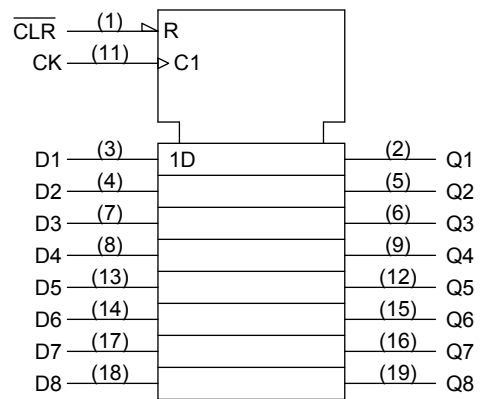 C̅L̅R̅ (1) R
CK (11) C1
D1 (3) 1D (2) Q1
D2 (4) (5) Q2
D3 (7) (6) Q3
D4 (8) (9) Q4
D5 (13) (12) Q5
D6 (14) (15) Q6
D7 (17) (16) Q7
D8 (18) (19) Q8